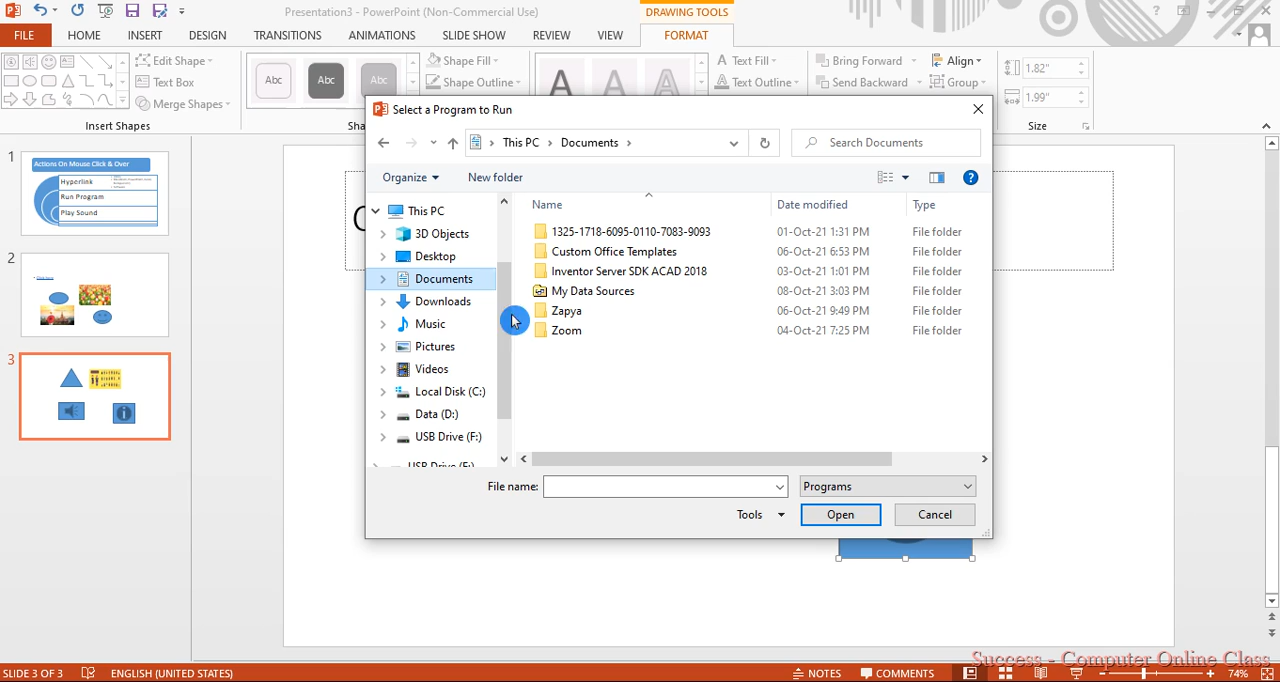 Presentation3 - PowerPoint (Non-Commercial Use)
DRAWING TOOLS
?
FILE HOME INSERT DESIGN TRANSITIONS ANIMATIONS SLIDE SHOW REVIEW VIEW FORMAT
Edit Shape
Text Box
Merge Shapes
Insert Shapes
Abc Abc Abc
Shape Fill
Shape Outline
Sha
A A A
Text Fill
Text Outline
Bring Forward
Send Backward
Align
Group
1.82"
1.99"
Size
Select a Program to Run
This PC > Documents >
Search Documents
Organize
New folder
This PC
3D Objects
Desktop
Documents
Downloads
Music
Pictures
Videos
Local Disk (C:)
Data (D:)
USB Drive (F:)
USB Drive (F:)
Name Date modified Type
1325-1718-6095-0110-7083-9093 01-Oct-21 1:31 PM File folder
Custom Office Templates 06-Oct-21 6:53 PM File folder
Inventor Server SDK ACAD 2018 03-Oct-21 1:01 PM File folder
My Data Sources 08-Oct-21 3:03 PM File folder
Zapya 06-Oct-21 9:49 PM File folder
Zoom 04-Oct-21 7:25 PM File folder
File name:
Programs
Tools
Open
Cancel
1
Actions On Mouse Click & Over
Hyperlink
Run Program
Play Sound
2
3
SLIDE 3 OF 3
ENGLISH (UNITED STATES)
NOTES
COMMENTS
74%
Success - Computer Online Class